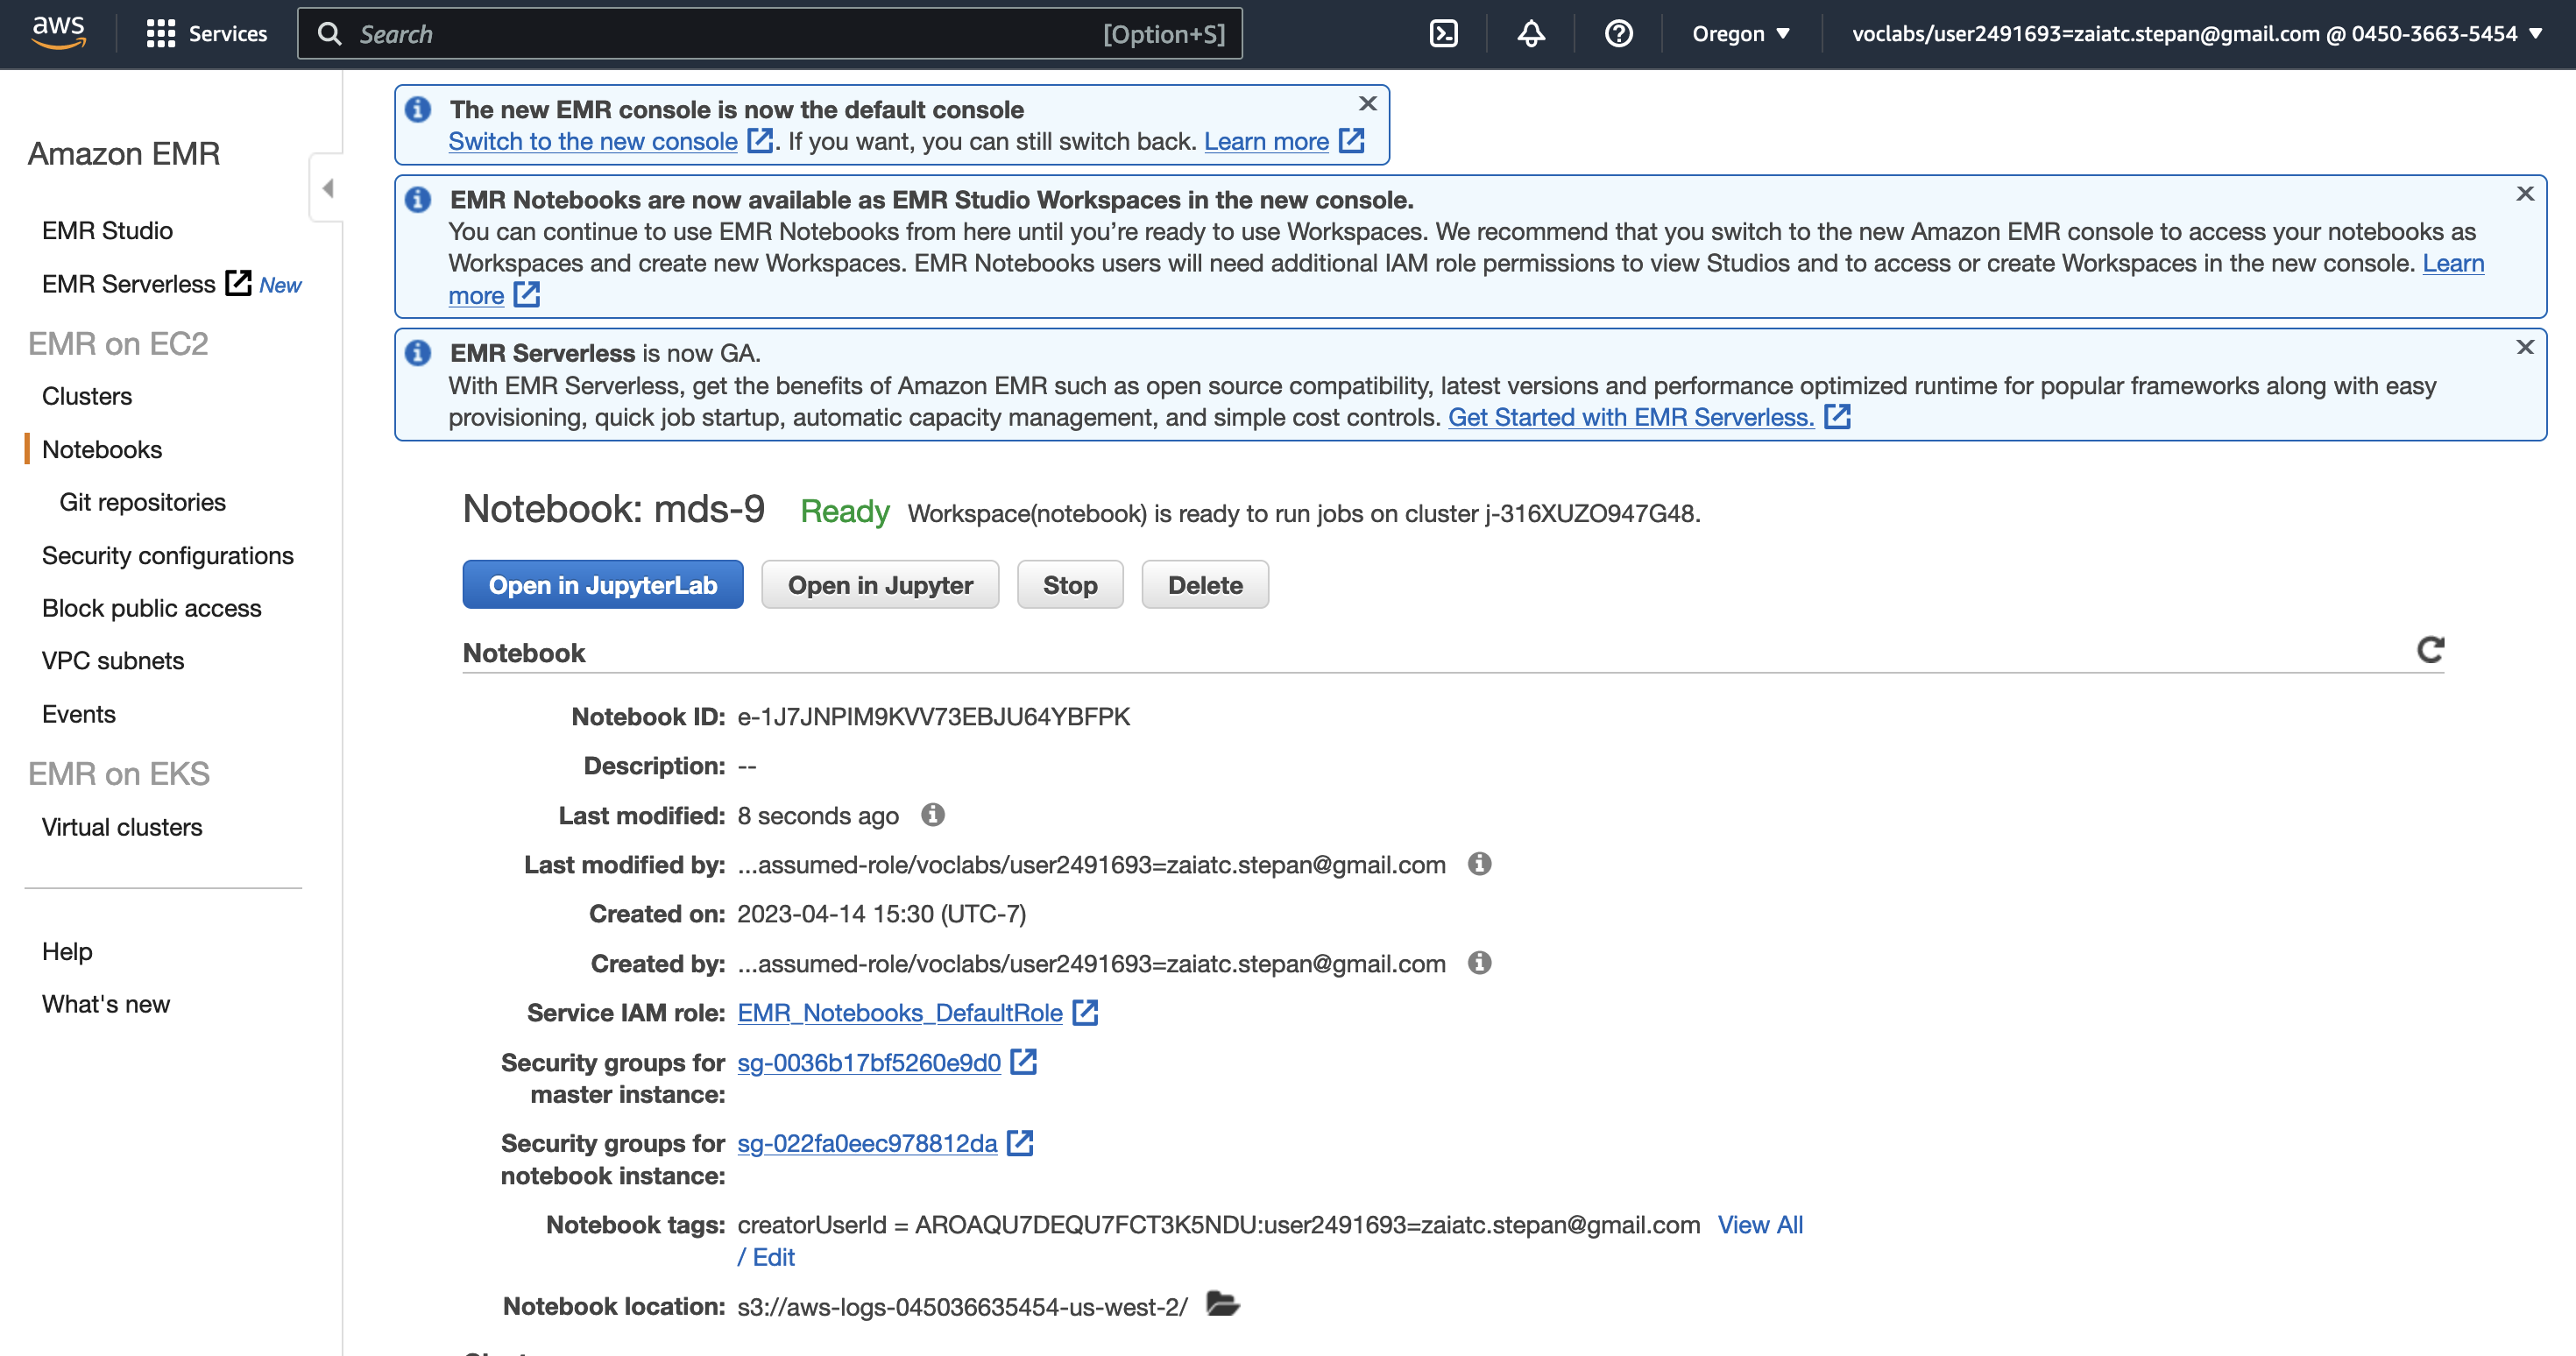 aws Services Search [Option+S] Oregon voclabs/user2491693=zaiatc.stepan@gmail.com @ 0450-3663-5454
Amazon EMR
EMR Studio
EMR Serverless New
EMR on EC2
Clusters
Notebooks
Git repositories
Security configurations
Block public access
VPC subnets
Events
EMR on EKS
Virtual clusters
Help
What's new
The new EMR console is now the default console
Switch to the new console . If you want, you can still switch back. Learn more
EMR Notebooks are now available as EMR Studio Workspaces in the new console.
You can continue to use EMR Notebooks from here until you’re ready to use Workspaces. We recommend that you switch to the new Amazon EMR console to access your notebooks as
Workspaces and create new Workspaces. EMR Notebooks users will need additional IAM role permissions to view Studios and to access or create Workspaces in the new console. Learn
more
EMR Serverless is now GA.
With EMR Serverless, get the benefits of Amazon EMR such as open source compatibility, latest versions and performance optimized runtime for popular frameworks along with easy
provisioning, quick job startup, automatic capacity management, and simple cost controls. Get Started with EMR Serverless.
Notebook: mds-9 Ready Workspace(notebook) is ready to run jobs on cluster j-316XUZO947G48.
Open in JupyterLab Open in Jupyter Stop Delete
Notebook
Notebook ID: e-1J7JNPIM9KVV73EBJU64YBFPK
Description: --
Last modified: 8 seconds ago
Last modified by: ...assumed-role/voclabs/user2491693=zaiatc.stepan@gmail.com
Created on: 2023-04-14 15:30 (UTC-7)
Created by: ...assumed-role/voclabs/user2491693=zaiatc.stepan@gmail.com
Service IAM role: EMR_Notebooks_DefaultRole
Security groups for sg-0036b17bf5260e9d0
master instance:
Security groups for sg-022fa0eec978812da
notebook instance:
Notebook tags: creatorUserId = AROAQU7DEQU7FCT3K5NDU:user2491693=zaiatc.stepan@gmail.com View All
/ Edit
Notebook location: s3://aws-logs-045036635454-us-west-2/